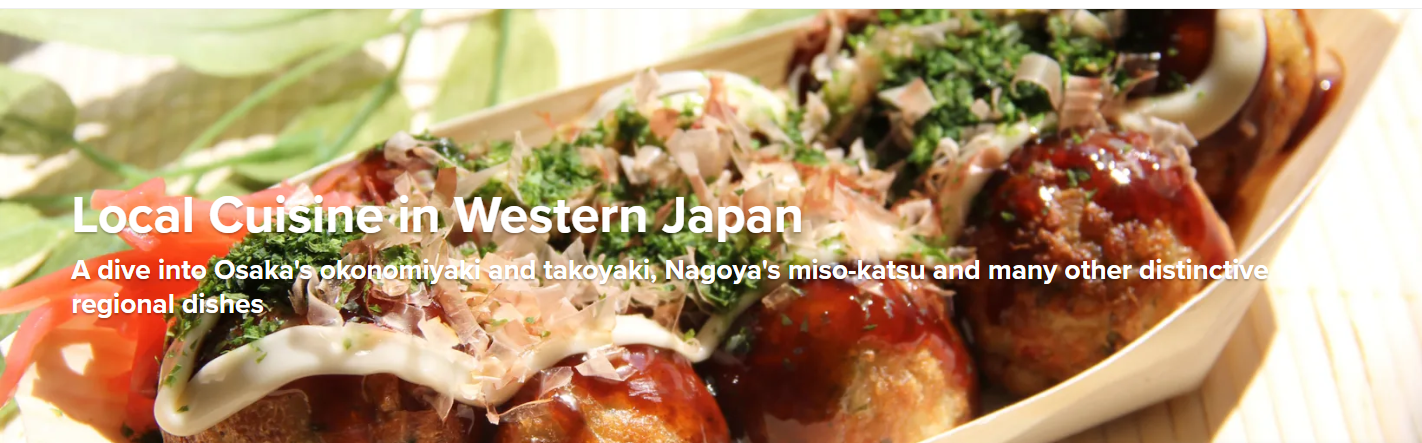 Local Cuisine in Western Japan
A dive into Osaka's okonomiyaki and takoyaki, Nagoya's miso-katsu and many other distinctive
regional dishes